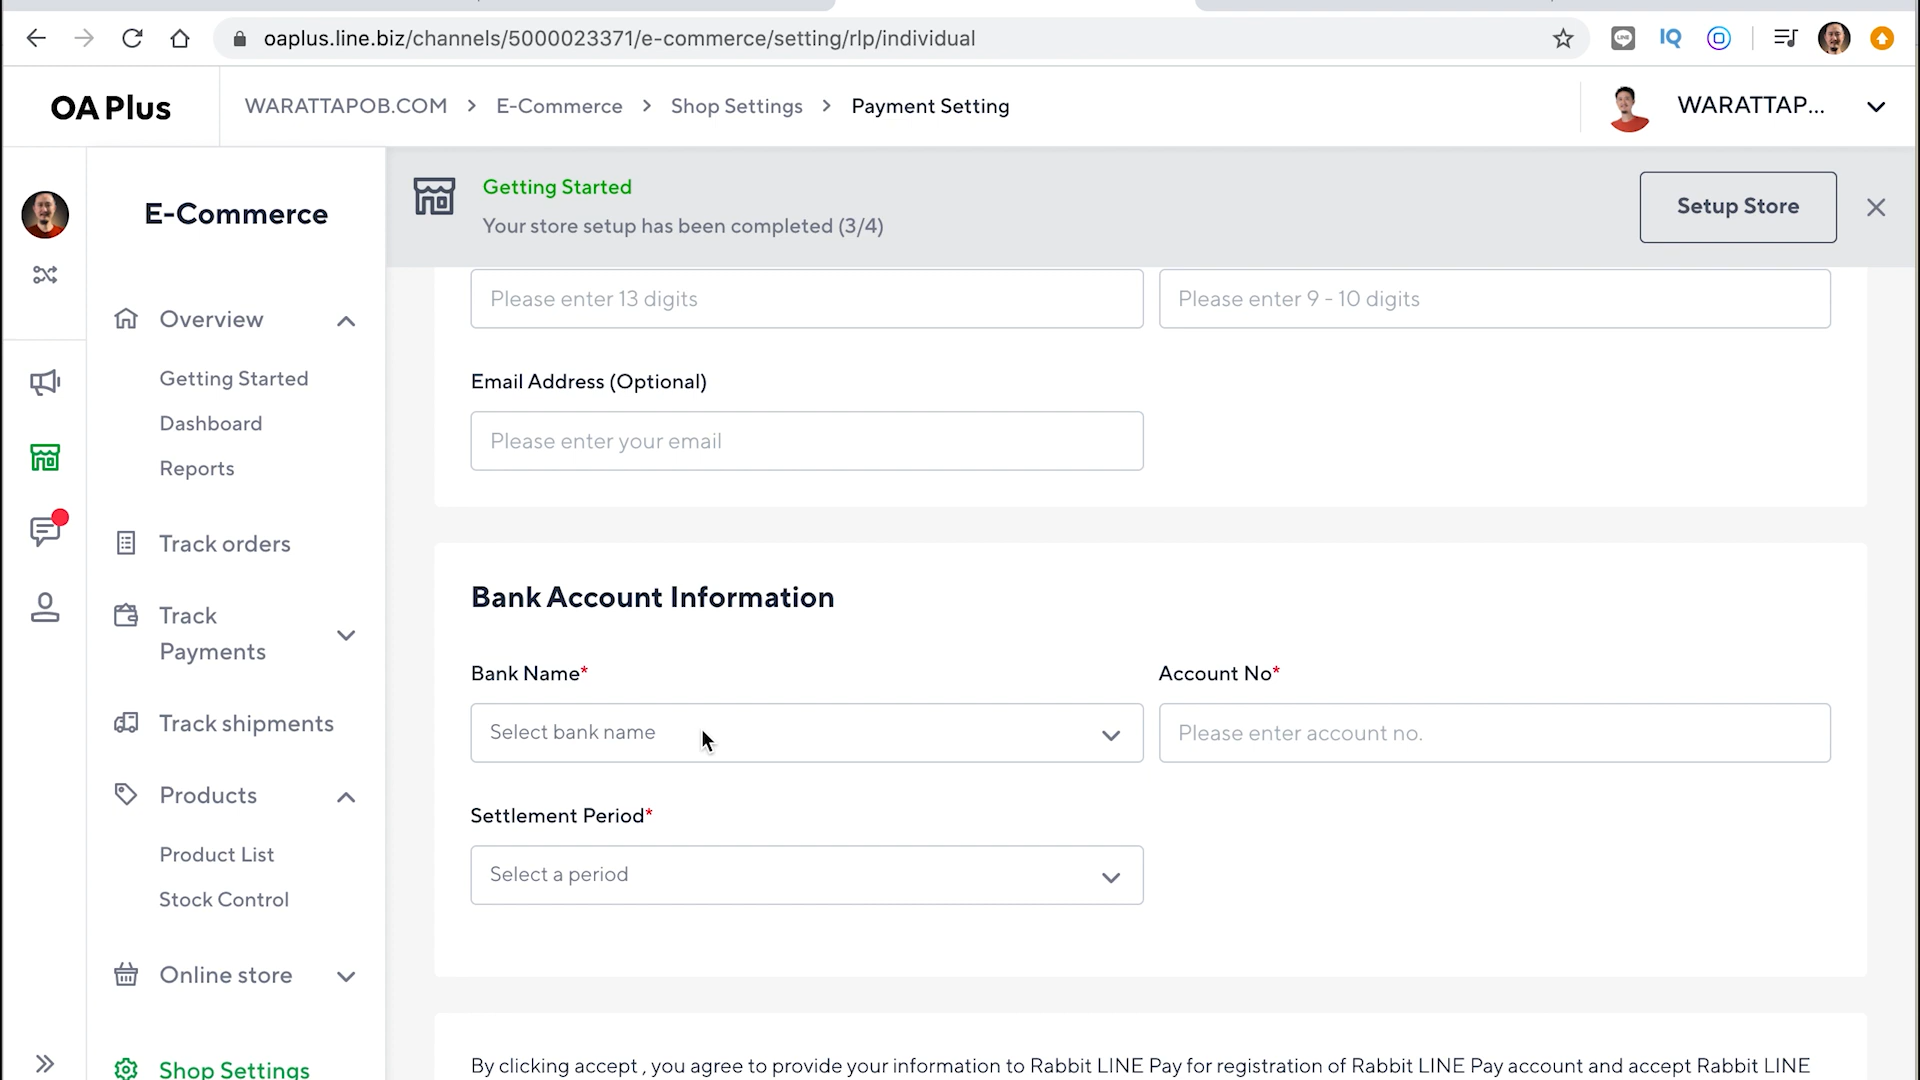 oaplus.line.biz/channels/5000023371/e-commerce/setting/rlp/individual
IQ
OA Plus
WARATTAPOB.COM > E-Commerce > Shop Settings > Payment Setting
WARATTAP...
E-Commerce
Getting Started
Your store setup has been completed (3/4)
Setup Store
Overview
Getting Started
Dashboard
Reports
Track orders
Track
Payments
Track shipments
Products
Product List
Stock Control
Online store
Shop Settings
Please enter 13 digits
Please enter 9 - 10 digits
Email Address (Optional)
Please enter your email
Bank Account Information
Bank Name*
Account No*
Select bank name
Please enter account no.
Settlement Period*
Select a period
By clicking accept , you agree to provide your information to Rabbit LINE Pay for registration of Rabbit LINE Pay account and accept Rabbit LINE